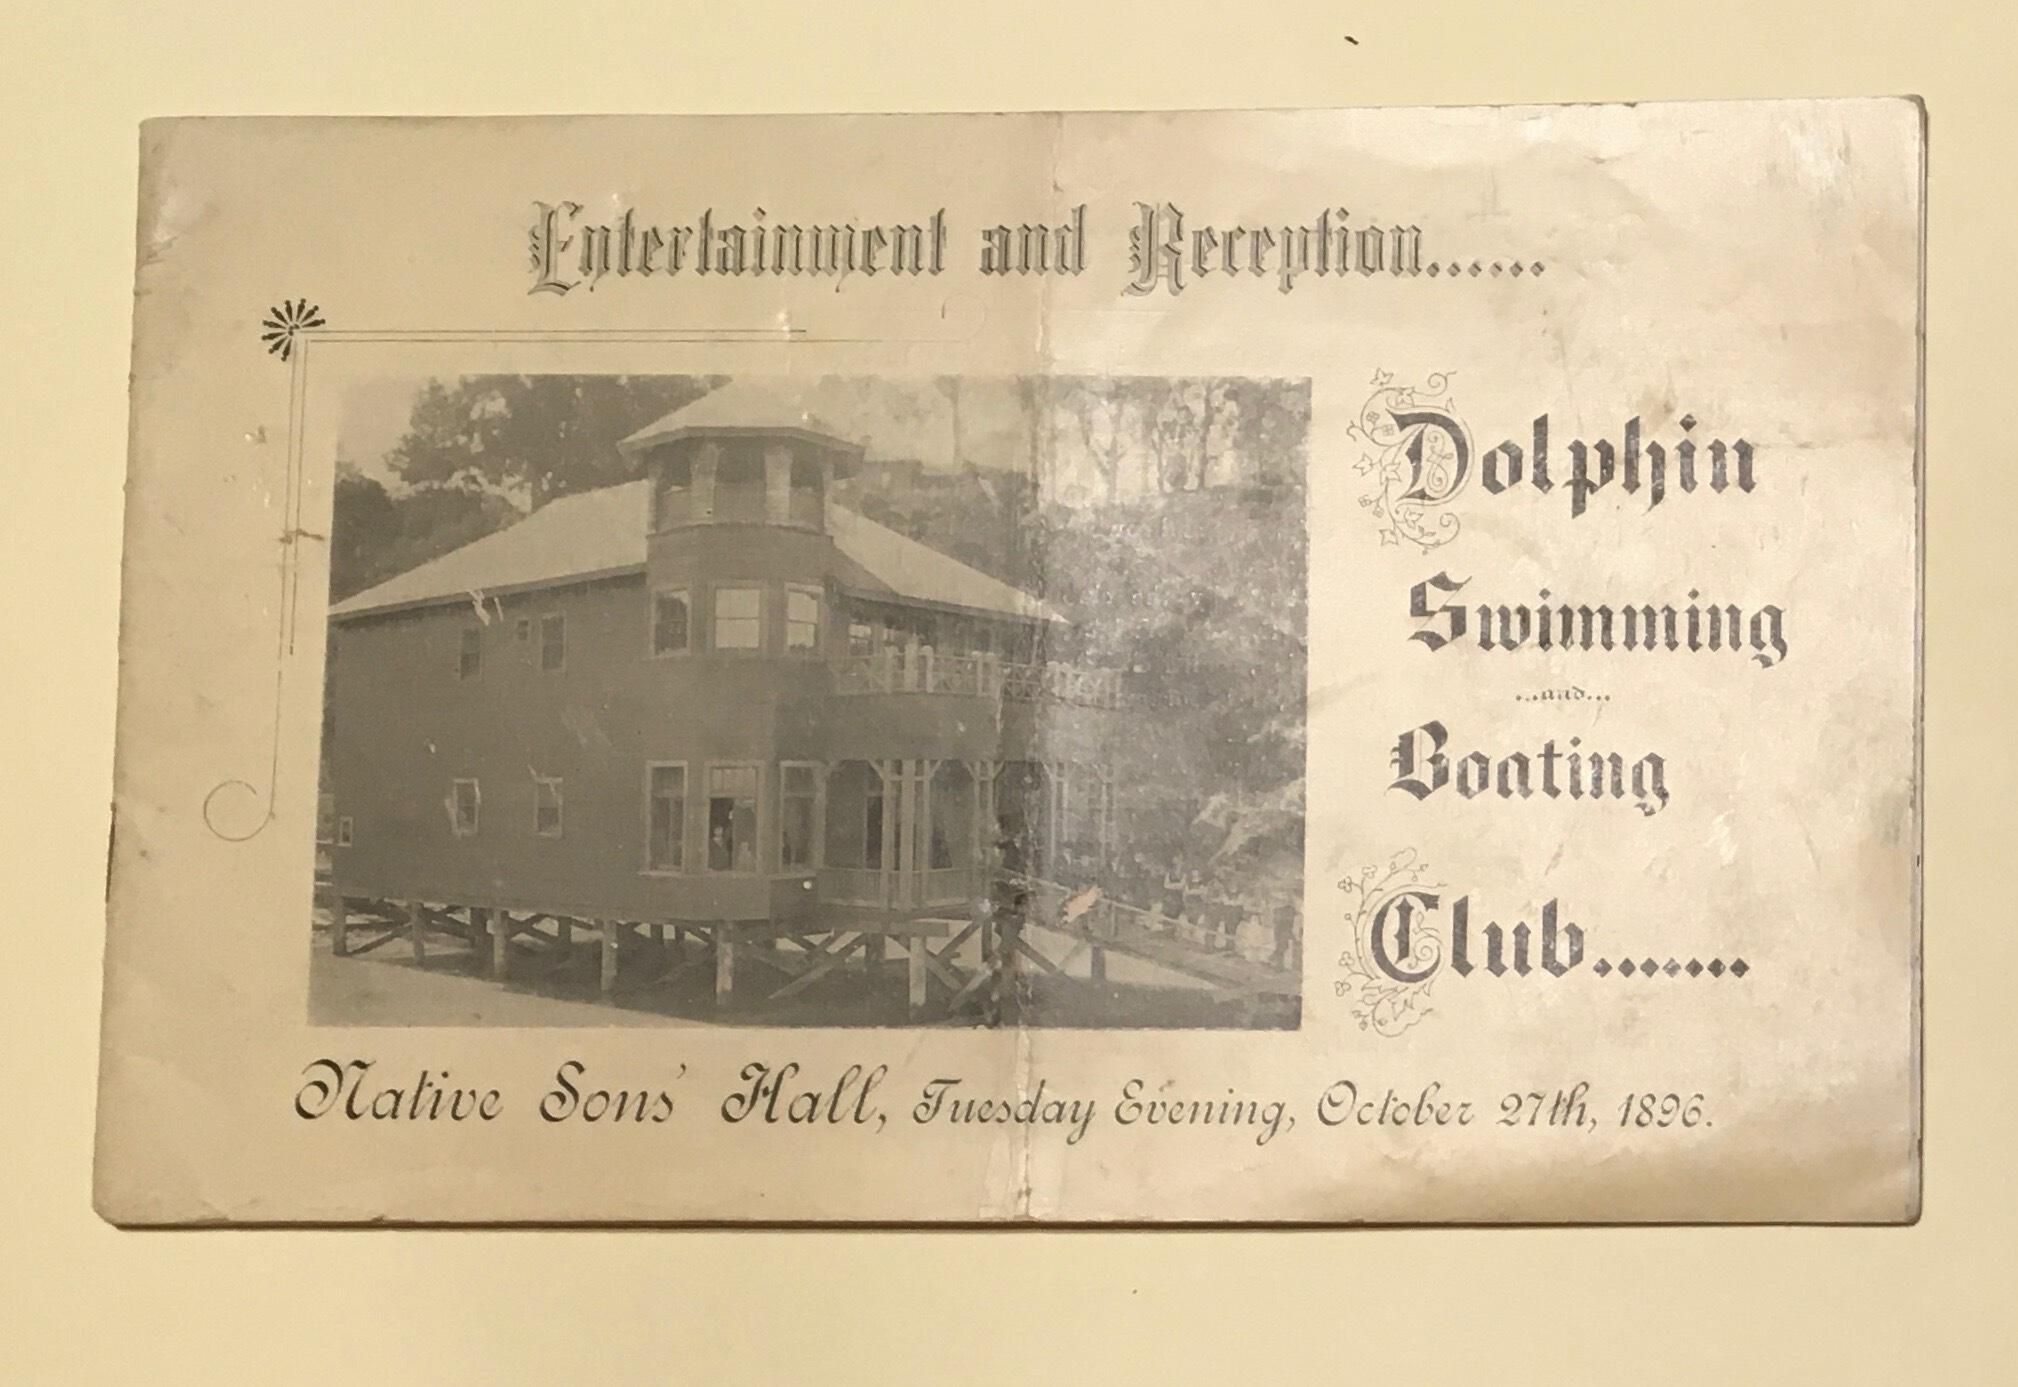 Entertainment and Reception......
Dolphin
Swimming
...and...
Boating
Club.......
Native Sons' Hall, Tuesday Evening, October 27th, 1896.